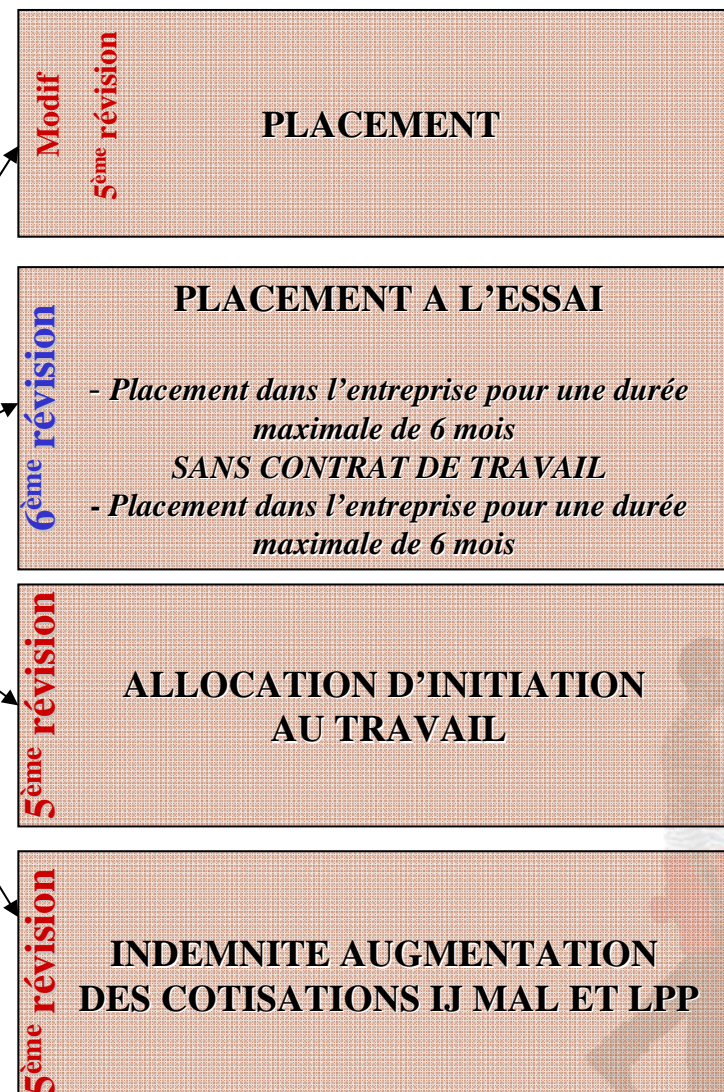 Modif
5ème révision
PLACEMENT
6ème révision
PLACEMENT A L’ESSAI
- Placement dans l’entreprise pour une durée
maximale de 6 mois
SANS CONTRAT DE TRAVAIL
- Placement dans l’entreprise pour une durée
maximale de 6 mois
5ème révision
ALLOCATION D’INITIATION
AU TRAVAIL
5ème révision
INDEMNITE AUGMENTATION
DES COTISATIONS IJ MAL ET LPP